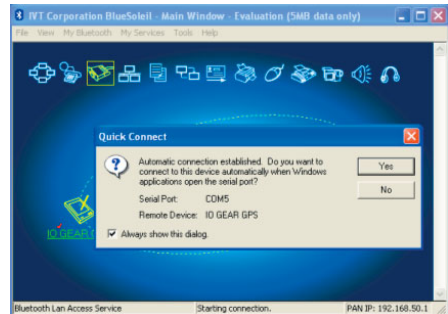 IVT Corporation BlueSoleil - Main Window - Evaluation (5MB data only)
File View My Bluetooth My Services Tools Help
Quick Connect
Automatic connection established. Do you want to
connect to this device automatically when Windows
applications open the serial port?
Yes
No
Serial Port: COM5
Remote Device: IO GEAR GPS
Always show this dialog.
IO GEAR G
Bluetooth Lan Access Service Starting connection. PAN IP: 192.168.50.1